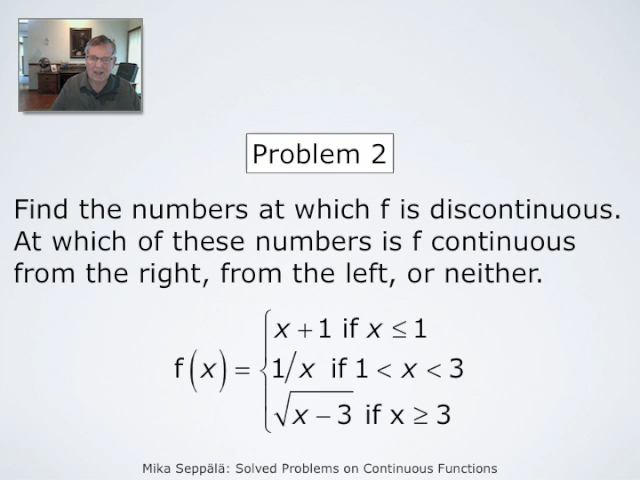 Problem 2
Find the numbers at which f is discontinuous.
At which of these numbers is f continuous
from the right, from the left, or neither.
x + 1 if x ≤ 1
f(x) = { 1/x if 1 < x < 3
√(x − 3) if x ≥ 3
Mika Seppälä: Solved Problems on Continuous Functions